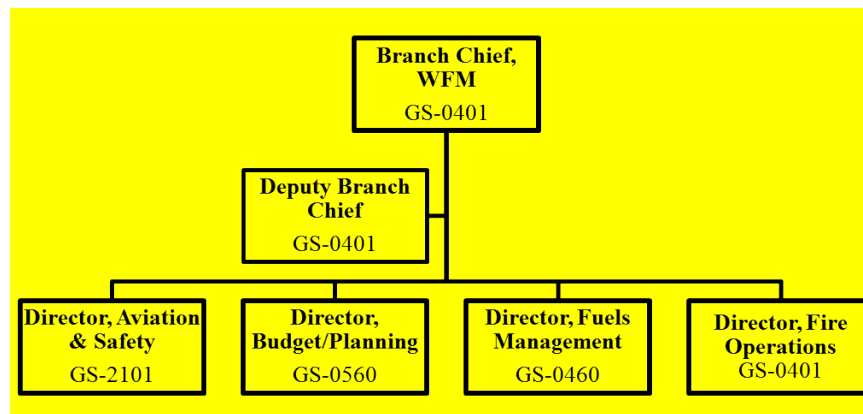 Branch Chief,
WFM
GS-0401
Deputy Branch
Chief
GS-0401
Director, Aviation
& Safety
GS-2101
Director,
Budget/Planning
GS-0560
Director, Fuels
Management
GS-0460
Director, Fire
Operations
GS-0401